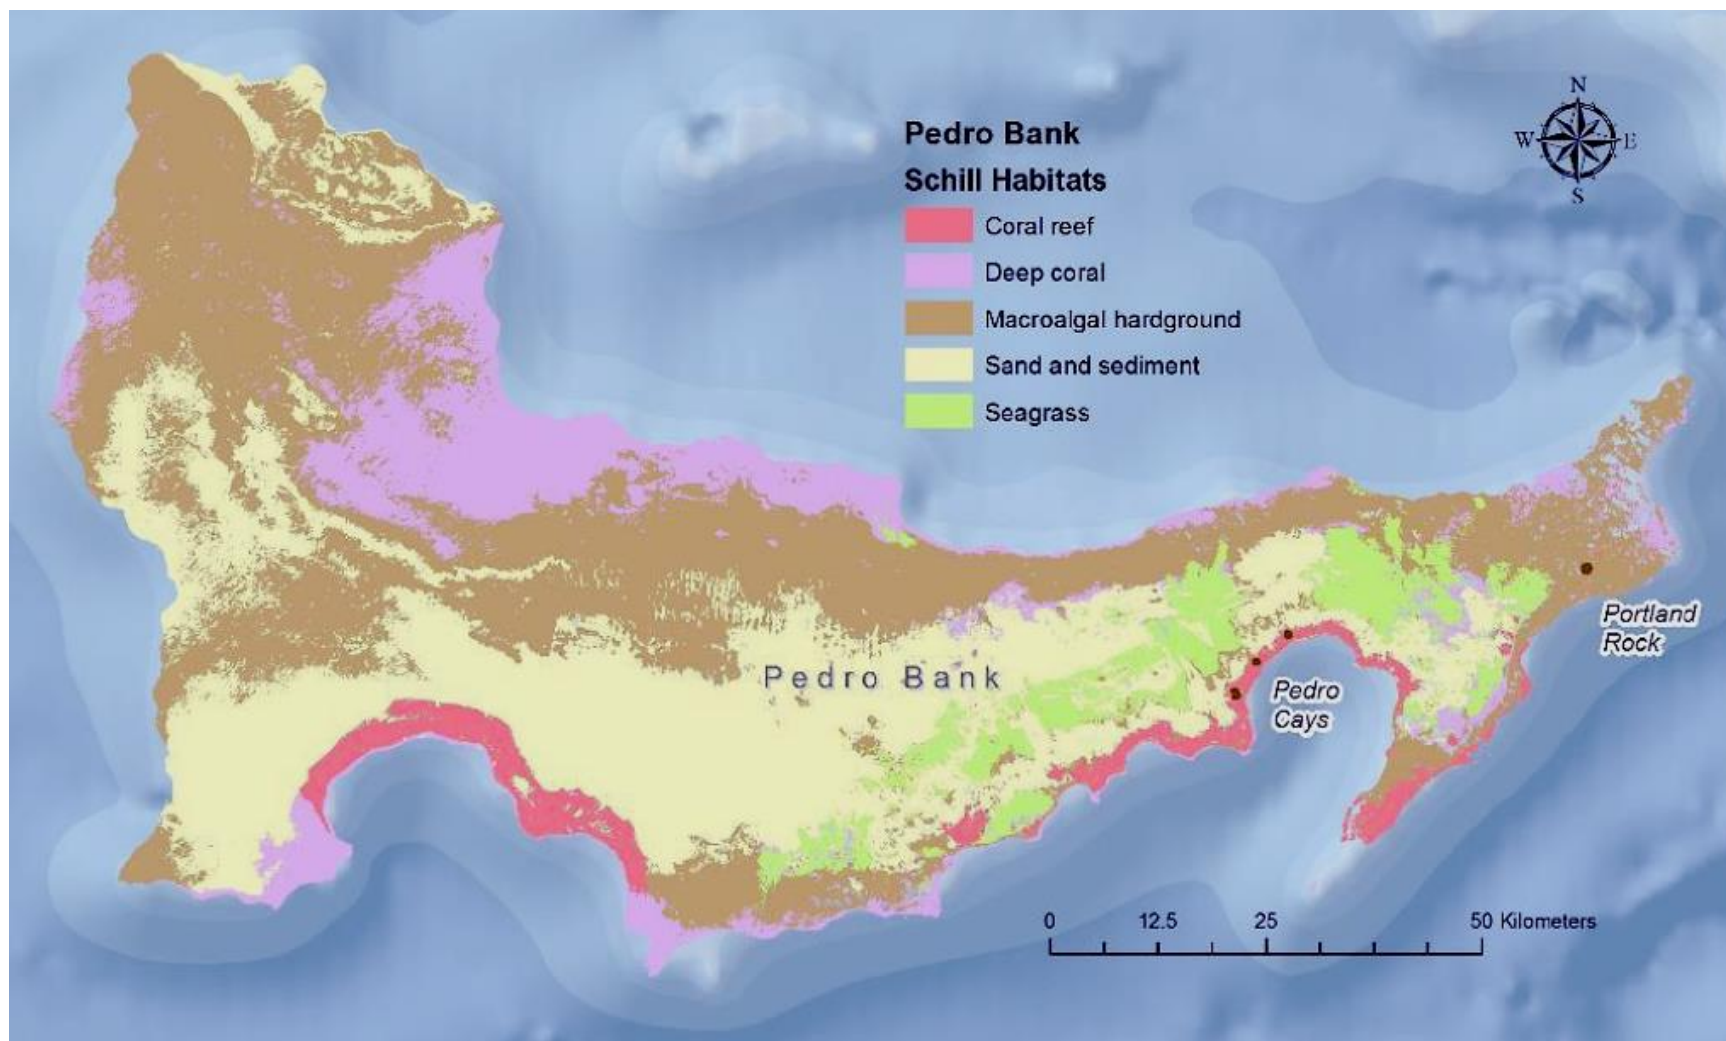 N
W E
S
Pedro Bank
Schill Habitats
Coral reef
Deep coral
Macroalgal hardground
Sand and sediment
Seagrass
Portland
Rock
Pedro Bank
Pedro
Cays
0 12.5 25 50 Kilometers